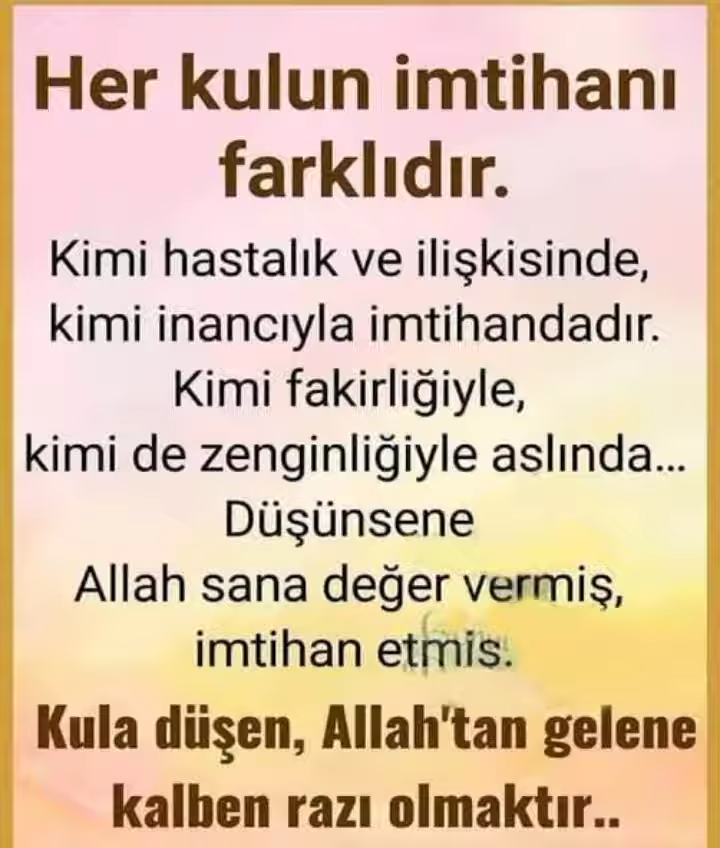 Her kulun imtihanı
farklıdır.
Kimi hastalık ve ilişkisinde,
kimi inancıyla imtihandadır.
Kimi fakirliğiyle,
kimi de zenginliğiyle aslında...
Düşünsene
Allah sana değer vermiş,
imtihan etmis.
Kula düşen, Allah'tan gelene
kalben razı olmaktır..